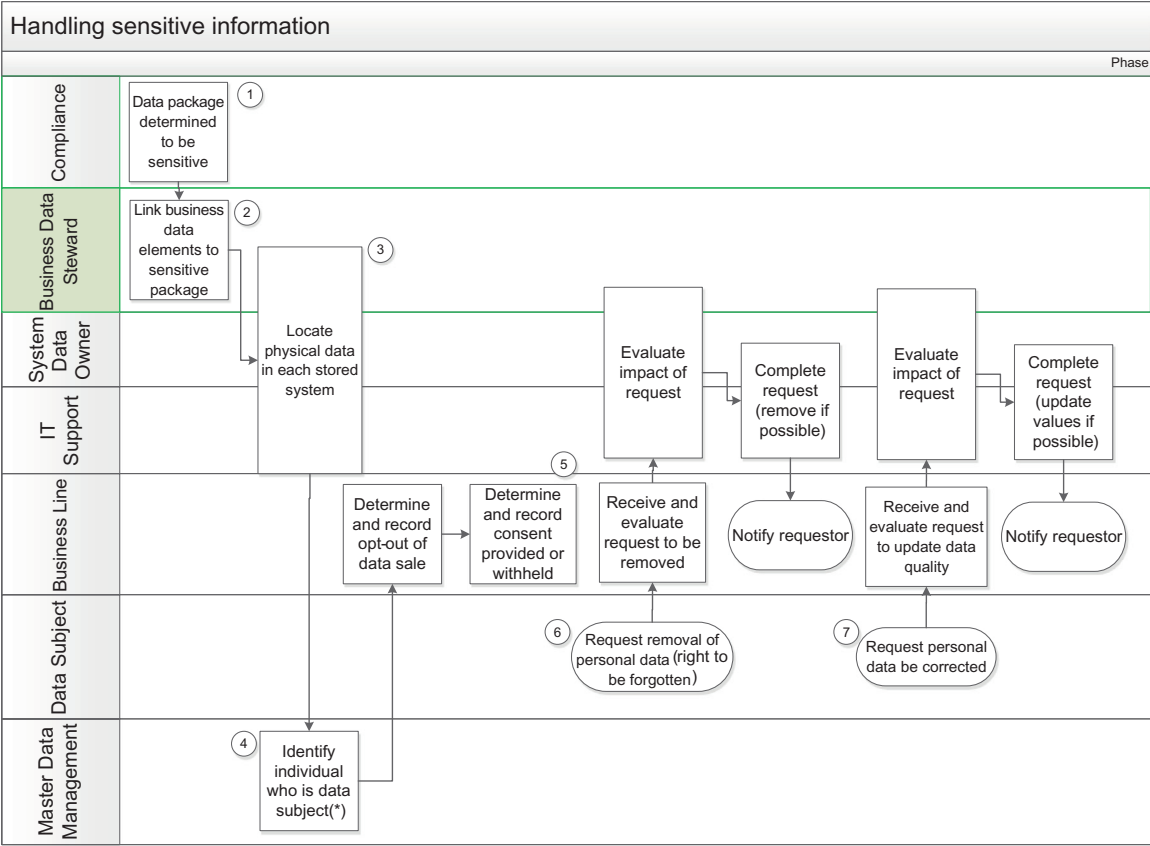 Handling sensitive information
Phase
Compliance
Data package
determined
to be
sensitive
1
Business Data
Steward
Link business
data
elements to
sensitive
package
2
3
System
Data
Owner
Locate
physical data
in each stored
system
Evaluate
impact of
request
Complete
request
(remove if
possible)
Evaluate
impact of
request
Complete
request
(update
values if
possible)
IT
Support
Business Line
Determine
and record
opt-out of
data sale
5
Determine
and record
consent
provided or
withheld
Receive and
evaluate
request to be
removed
Notify requestor
Receive and
evaluate request
to update data
quality
Notify requestor
Data Subject
6
Request removal of
personal data (right to
be forgotten)
7
Request personal
data be corrected
Master Data
Management
4
Identify
individual
who is data
subject(*)